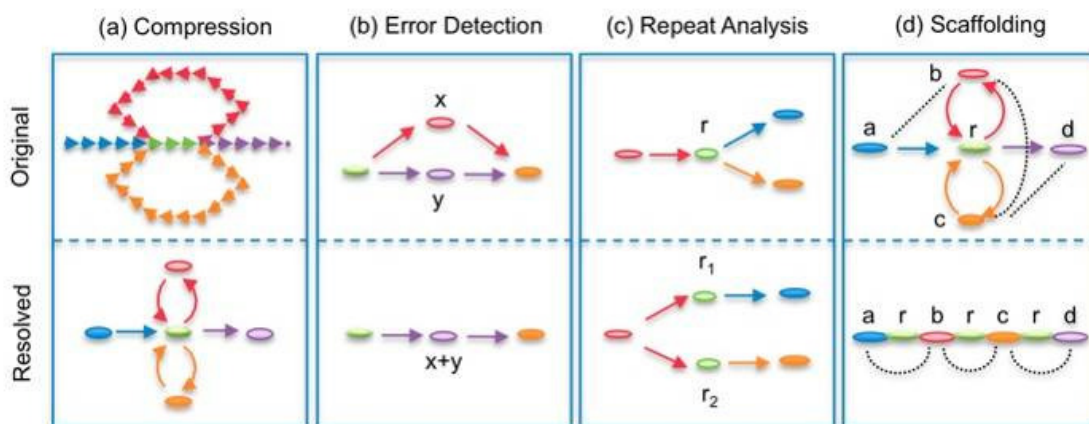 (a) Compression
(b) Error Detection
(c) Repeat Analysis
(d) Scaffolding
Original
x
y
r
b
a
r
d
c
Resolved
x+y
r1
r2
a r b r c r d